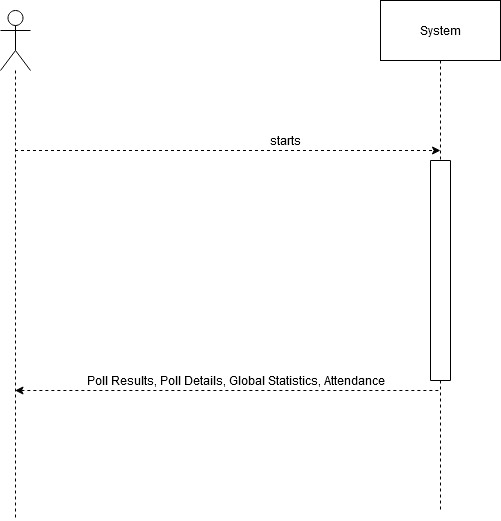 System
starts
Poll Results, Poll Details, Global Statistics, Attendance